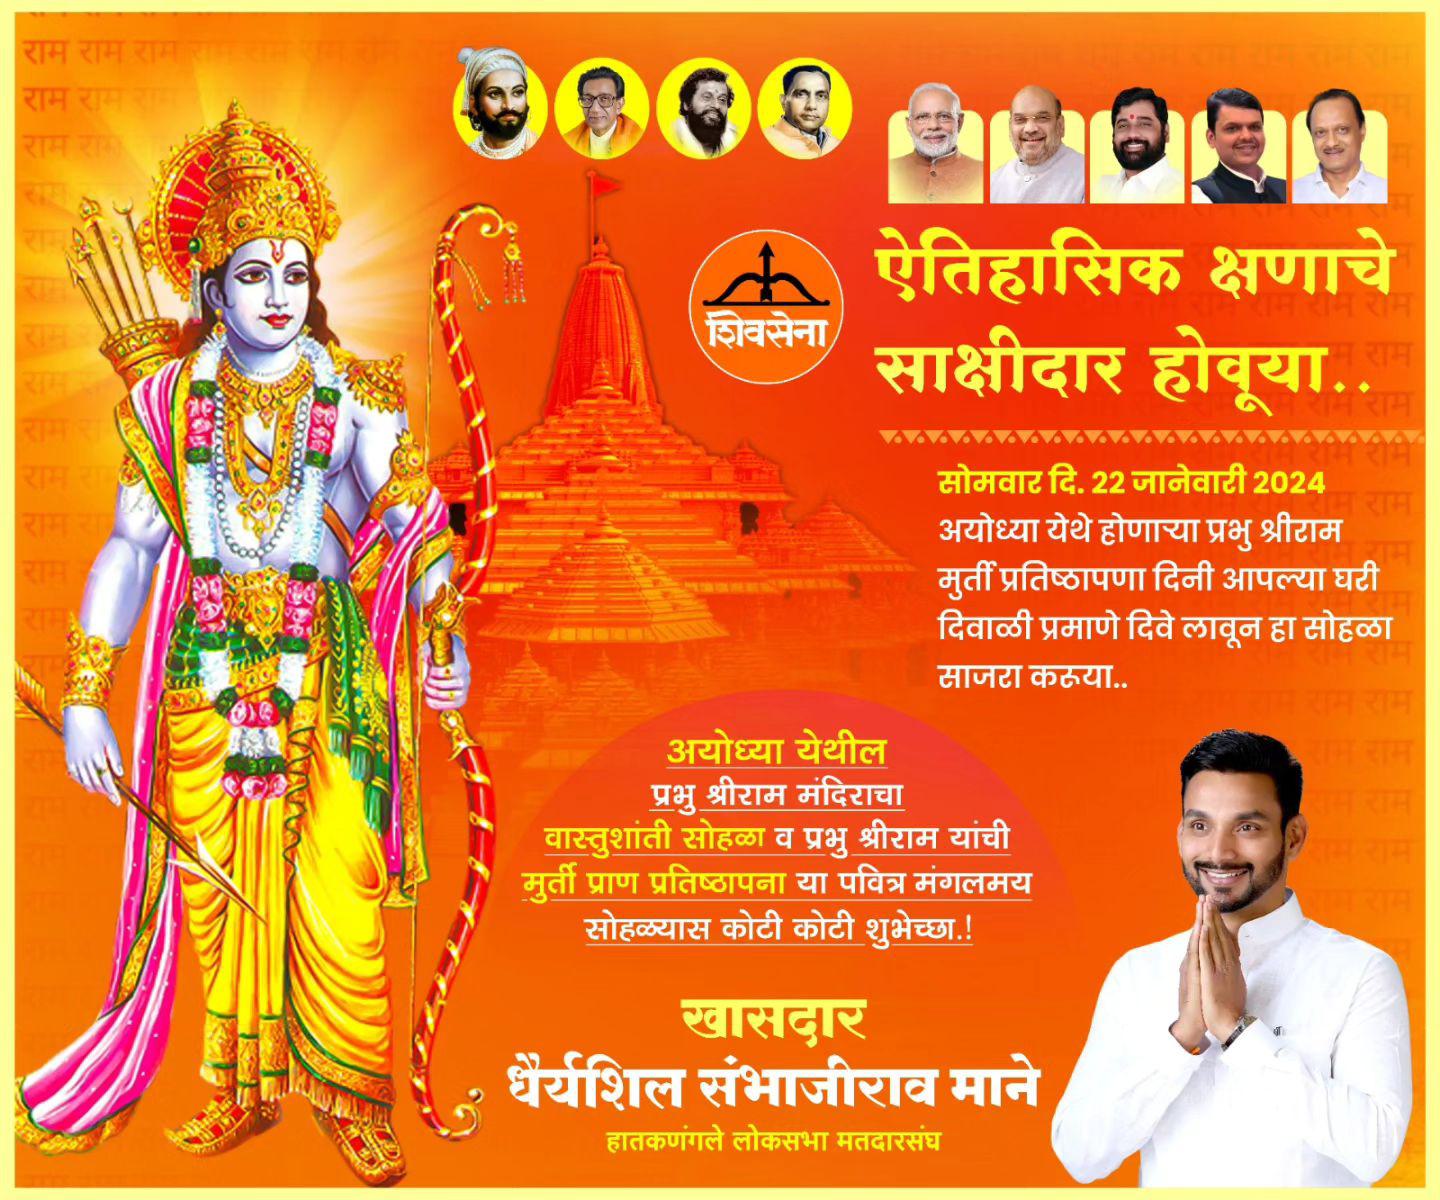 शिवसेना
ऐतिहासिक क्षणाचे
साक्षीदार होवूया..
सोमवार दि. 22 जानेवारी 2024
अयोध्या येथे होणाऱ्या प्रभु श्रीराम
मुर्ती प्रतिष्ठापणा दिनी आपल्या घरी
दिवाळी प्रमाणे दिवे लावून हा सोहळा
साजरा करूया..
अयोध्या येथील
प्रभु श्रीराम मंदिराचा
वास्तुशांती सोहळा व प्रभु श्रीराम यांची
मुर्ती प्राण प्रतिष्ठापना या पवित्र मंगलमय
सोहळ्यास कोटी कोटी शुभेच्छा.!
खासदार
धैर्यशिल संभाजीराव माने
हातकणंगले लोकसभा मतदारसंघ